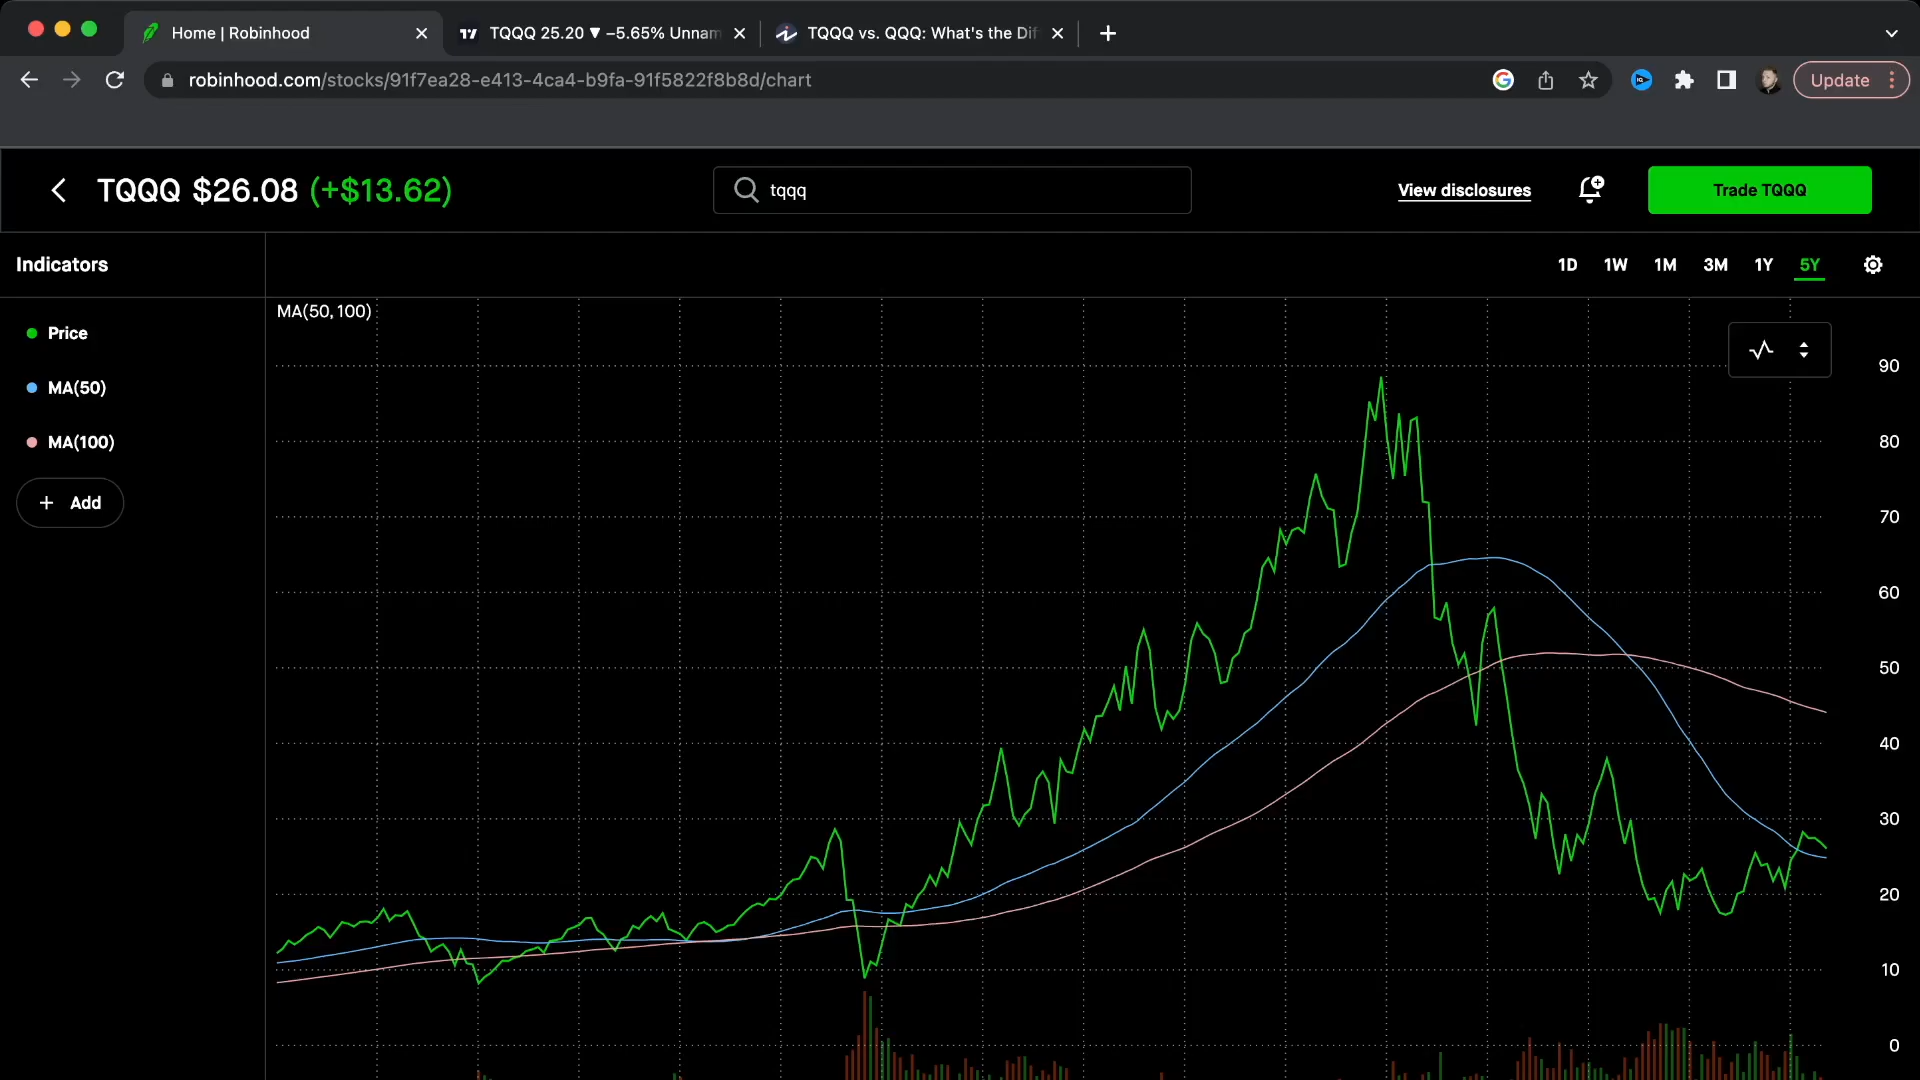 Home | Robinhood
TQQQ 25.20 ▼ −5.65% Unnam
TQQQ vs. QQQ: What's the Dif
robinhood.com/stocks/91f7ea28-e413-4ca4-b9fa-91f5822f8b8d/chart
Update
TQQQ $26.08 (+$13.62)
tqqq
View disclosures
Trade TQQQ
Indicators
1D 1W 1M 3M 1Y 5Y
MA(50,100)
Price
MA(50)
MA(100)
+ Add
90
80
70
60
50
40
30
20
10
0